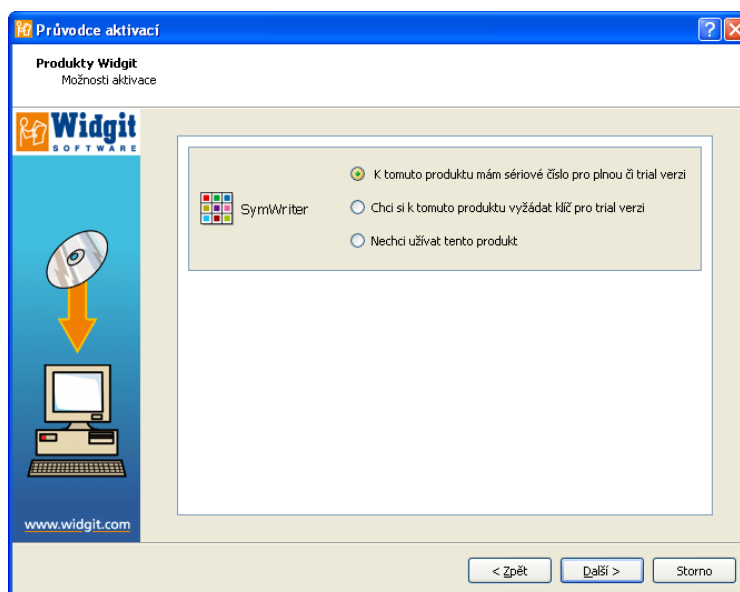 Průvodce aktivací
Produkty Widgit
Možnosti aktivace
Widgit
SOFTWARE
K tomuto produktu mám sériové číslo pro plnou či trial verzi
SymWriter
Chci si k tomuto produktu vyžádát klíč pro trial verzi
Nechci užívat tento produkt
www.widgit.com
< Zpět
Další >
Storno